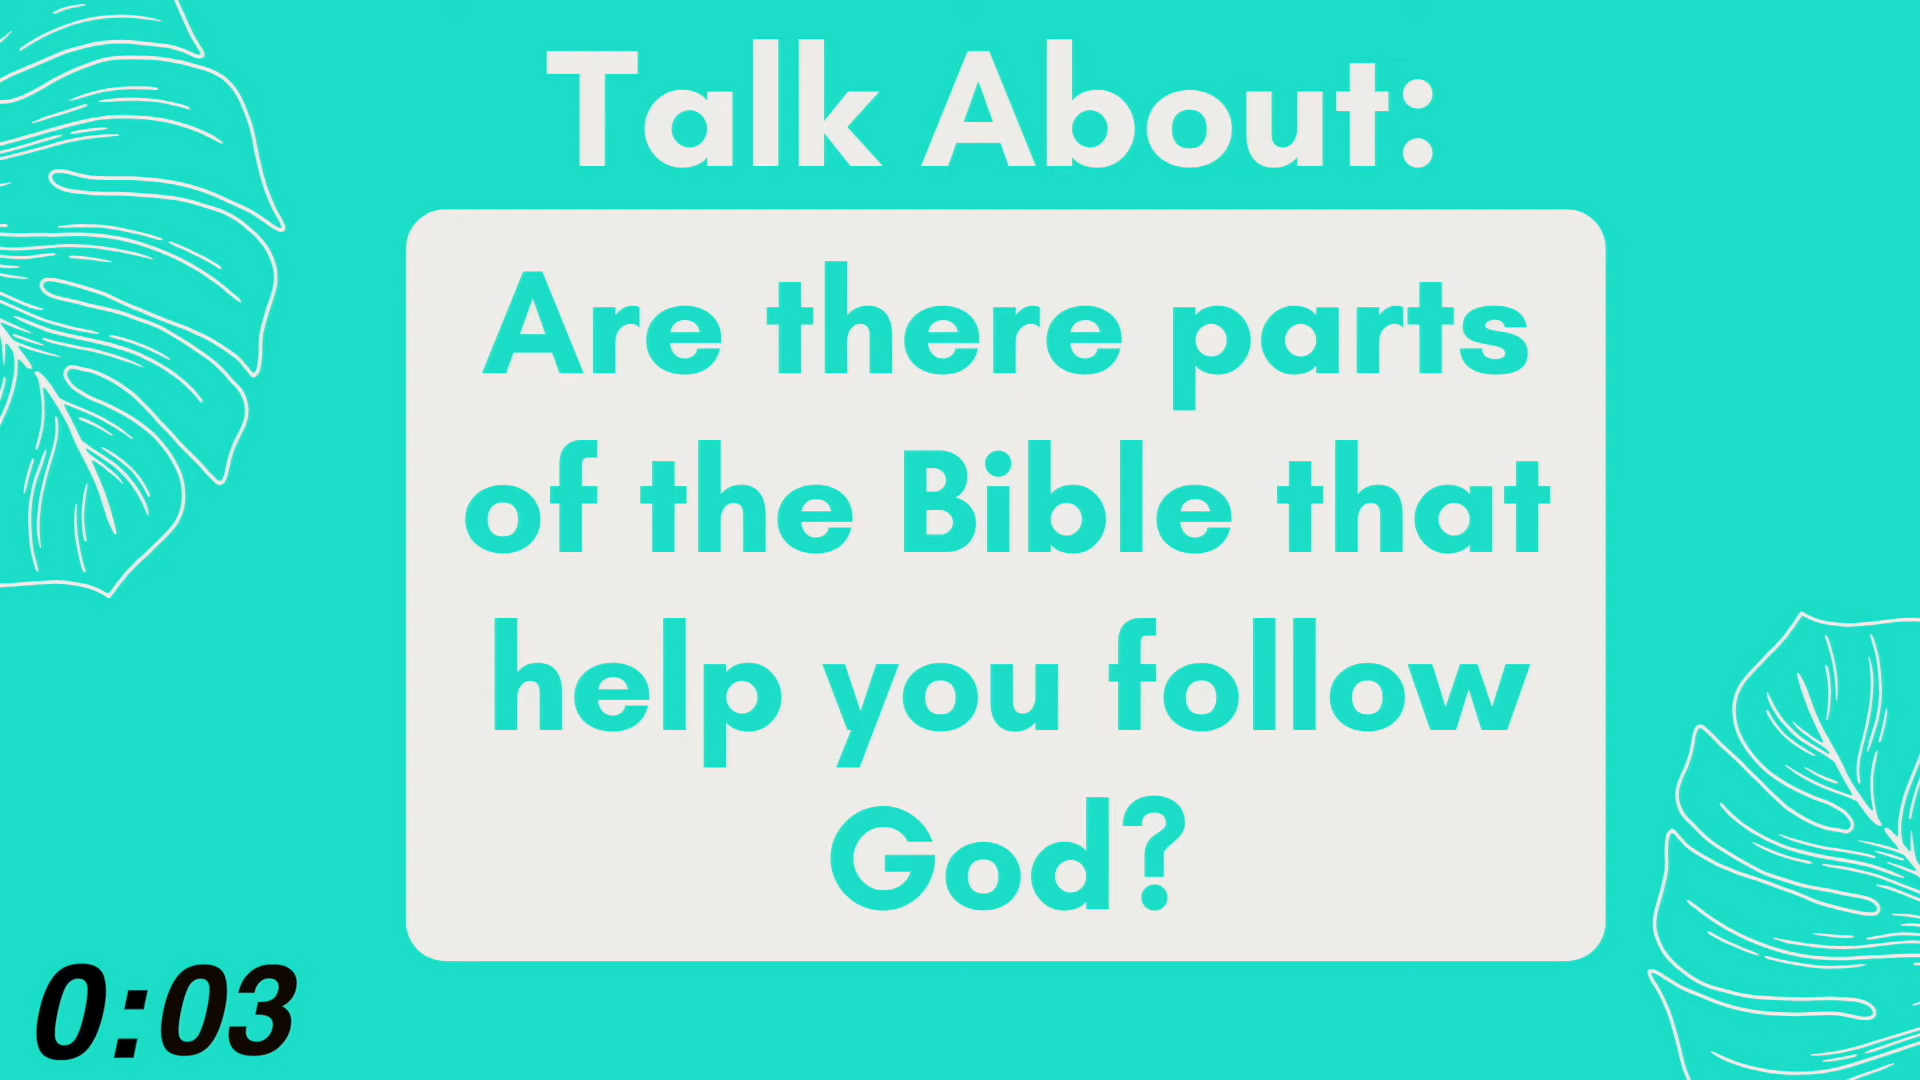 Talk About:
Are there parts
of the Bible that
help you follow
God?
0:03